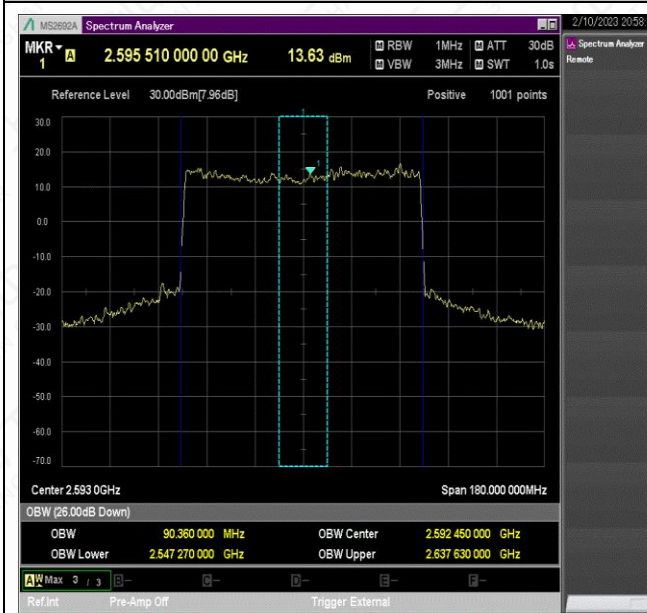 MS2692A Spectrum Analyzer 2/10/2023 20:58
MKR 1 A 2.595 510 000 00 GHz 13.63 dBm M RBW 1MHz M ATT 30dB
M VBW 3MHz M SWT 1.0s
Spectrum Analyzer
Remote
Reference Level 30.00dBm[7.96dB] Positive 1001 points
1
30.0
20.0
1
10.0
0.0
-10.0
-20.0
-30.0
-40.0
-50.0
-60.0
-70.0
Center 2.593 0GHz Span 180.000 000MHz
OBW (26.00dB Down)
OBW 90.360 000 MHz OBW Center 2.592 450 000 GHz
OBW Lower 2.547 270 000 GHz OBW Upper 2.637 630 000 GHz
A W Max 3 / 3 B- C- D- E- F-
Ref.Int Pre-Amp Off Trigger External